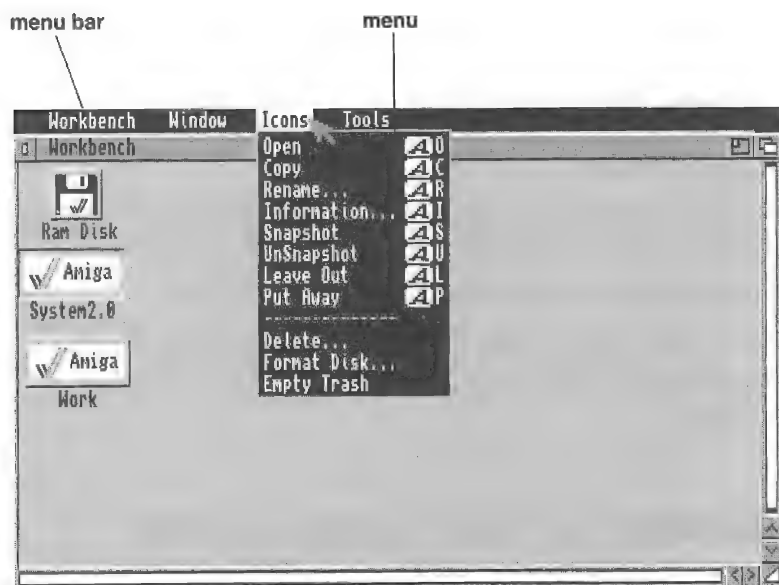 menu bar
menu
Workbench Window Icons Tools
Workbench
Open A O
Copy A C
Rename... A R
Information... A I
Snapshot A S
UnSnapshot A U
Leave Out A L
Put Away A P
Delete...
Format Disk...
Empty Trash
Ram Disk
Amiga
System2.0
Amiga
Work